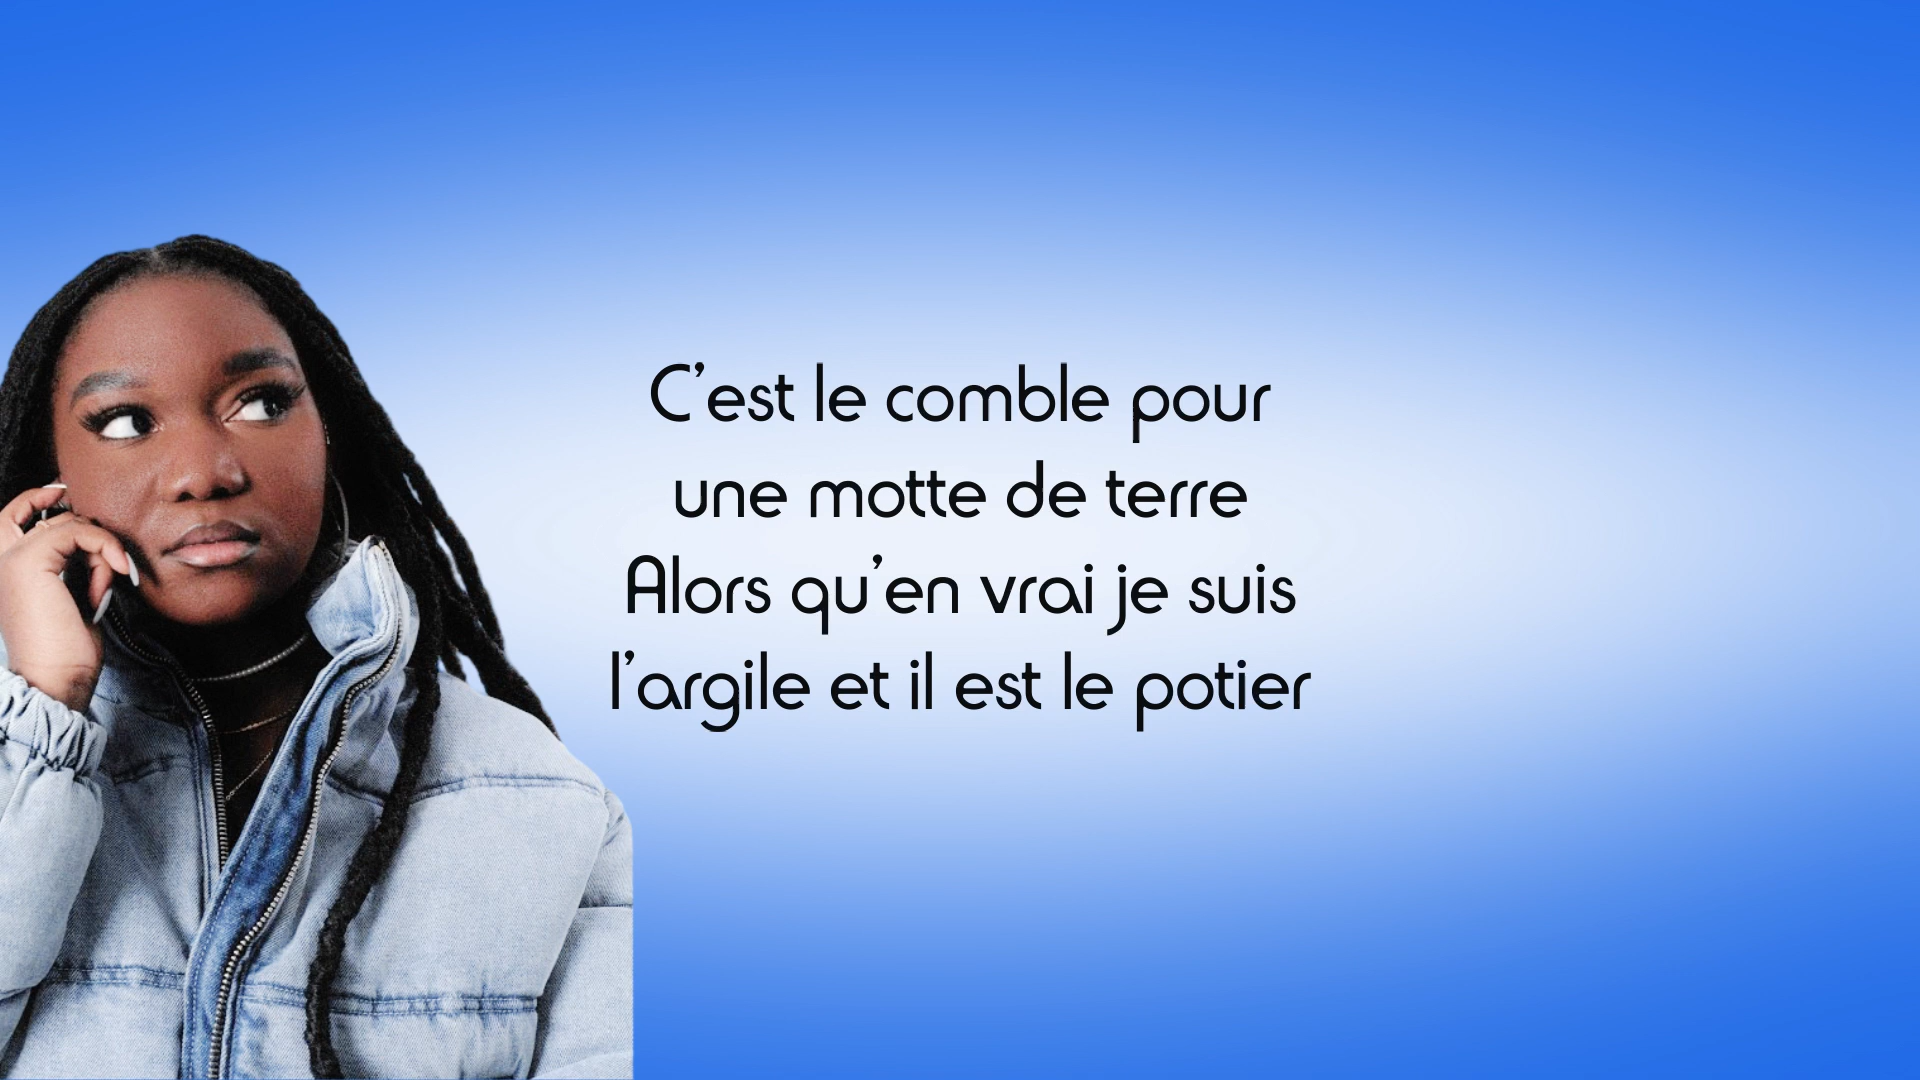 C’est le comble pour
une motte de terre
Alors qu’en vrai je suis
l’argile et il est le potier